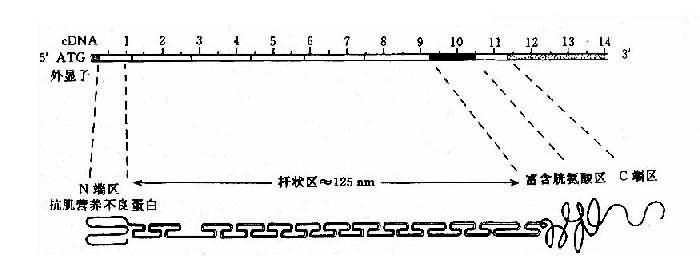 cDNA 1 2 3 4 5 6 7 8 9 10 11 12 13 14
5' ATG 3'
外显子
N 端区 杆状区≈125 nm 富含胱氨酸区 C 端区
抗肌营养不良蛋白